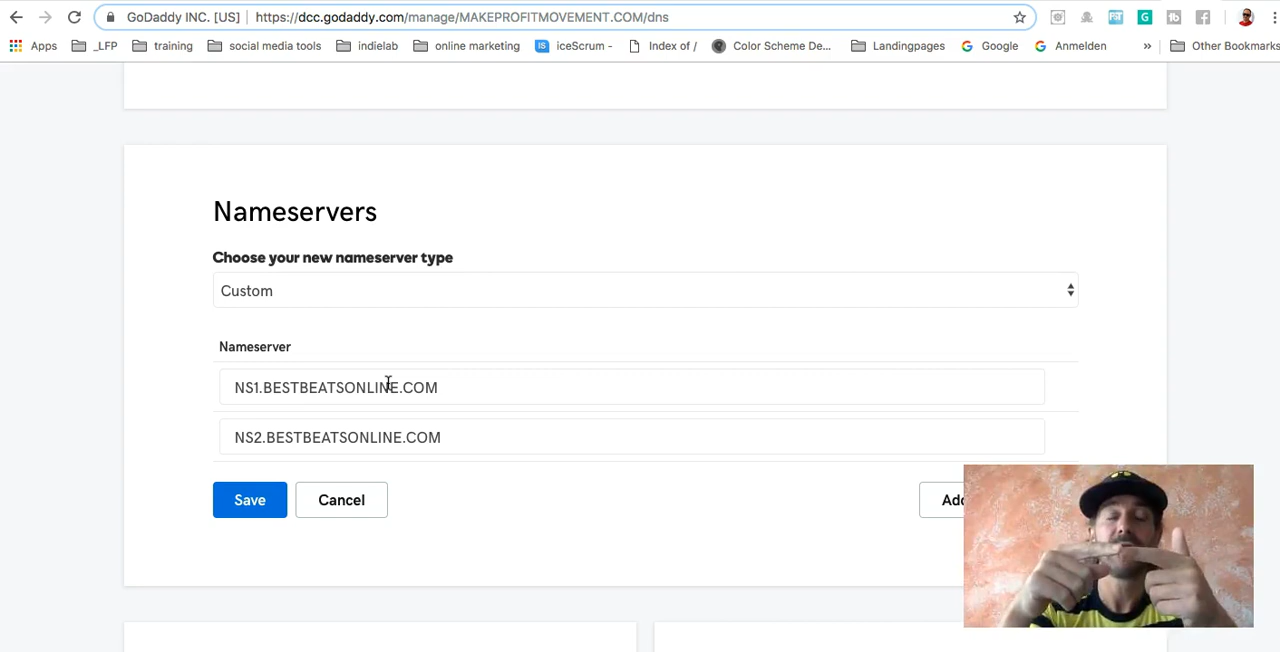 GoDaddy INC. [US] https://dcc.godaddy.com/manage/MAKEPROFITMOVEMENT.COM/dns
Apps _LFP training social media tools indielab online marketing iceScrum - Index of / Color Scheme De... Landingpages Google Anmelden » Other Bookmarks
Nameservers
Choose your new nameserver type
Custom
Nameserver
NS1.BESTBEATSONLINE.COM
NS2.BESTBEATSONLINE.COM
Save Cancel